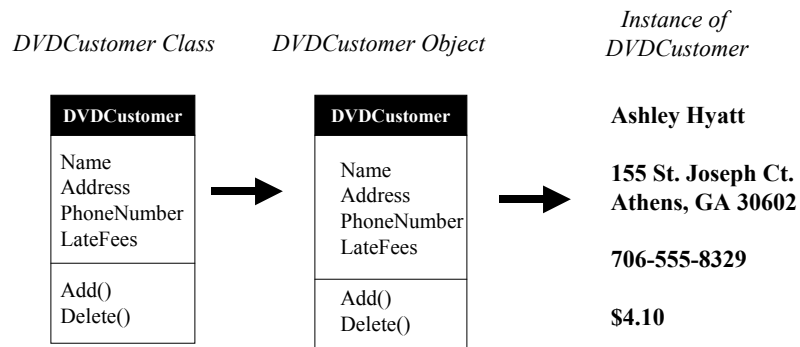 DVDCustomer Class
DVDCustomer Object
Instance of
DVDCustomer
DVDCustomer
Name
Address
PhoneNumber
LateFees
Add()
Delete()
DVDCustomer
Name
Address
PhoneNumber
LateFees
Add()
Delete()
Ashley Hyatt
155 St. Joseph Ct.
Athens, GA 30602
706-555-8329
$4.10